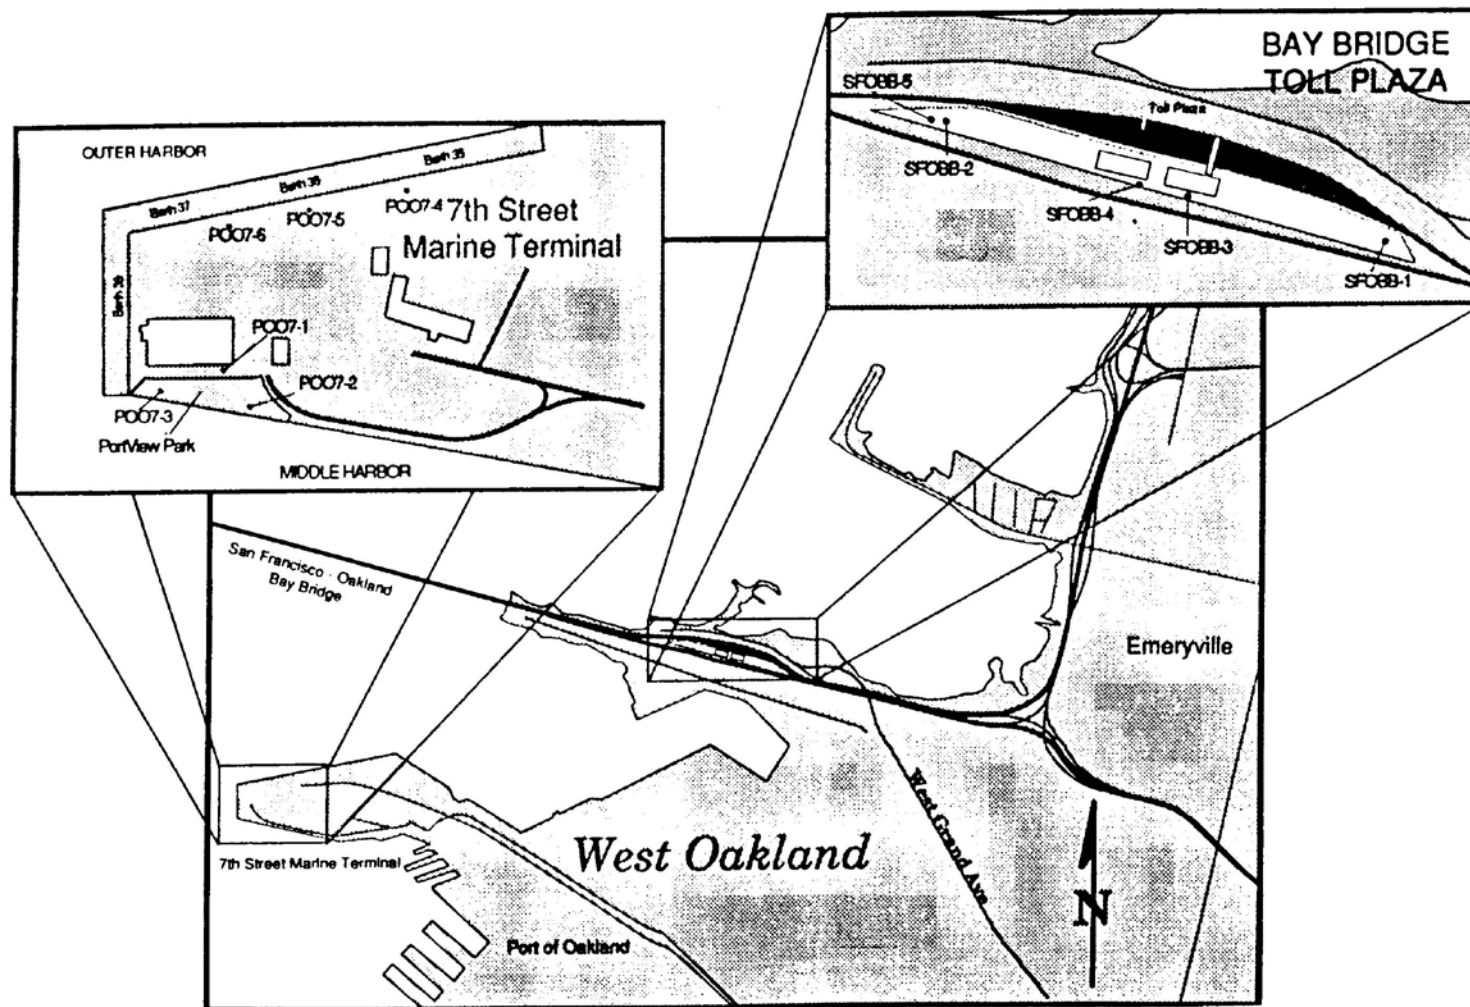 BAY BRIDGE
TOLL PLAZA
SFOBB-5
Toll Plaza
SFOBB-2
SFOBB-4
SFOBB-3
SFOBB-1
OUTER HARBOR
Berth 35
Berth 36
Berth 37
POO7-4
7th Street
Marine Terminal
POO7-5
POO7-6
POO7-1
POO7-2
POO7-3
PortView Park
MIDDLE HARBOR
San Francisco - Oakland
Bay Bridge
Emeryville
West Grand Ave
West Oakland
7th Street Marine Terminal
Port of Oakland
N